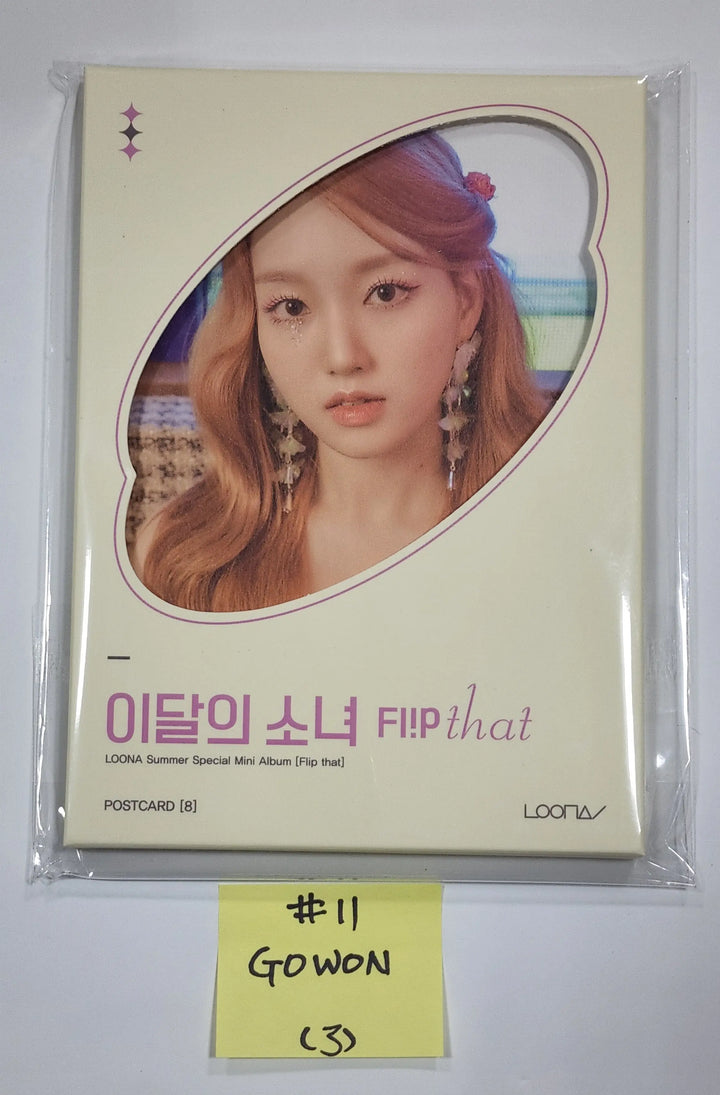 이달의 소녀 FL!P that
LOONA Summer Special Mini Album [Flip that]
POSTCARD [8]
LOONA
#11
GOWON
(3)